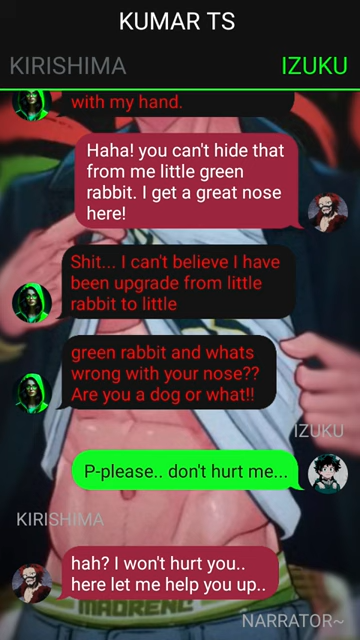 KUMAR TS
KIRISHIMA
IZUKU
with my hand.
Haha! you can't hide that
from me little green
rabbit. I get a great nose
here!
Shit... I can't believe I have
been upgrade from little
rabbit to little
green rabbit and whats
wrong with your nose??
Are you a dog or what!!
IZUKU
P-please.. don't hurt me...
KIRISHIMA
hah? I won't hurt you..
here let me help you up..
MADRENL
NARRATOR~